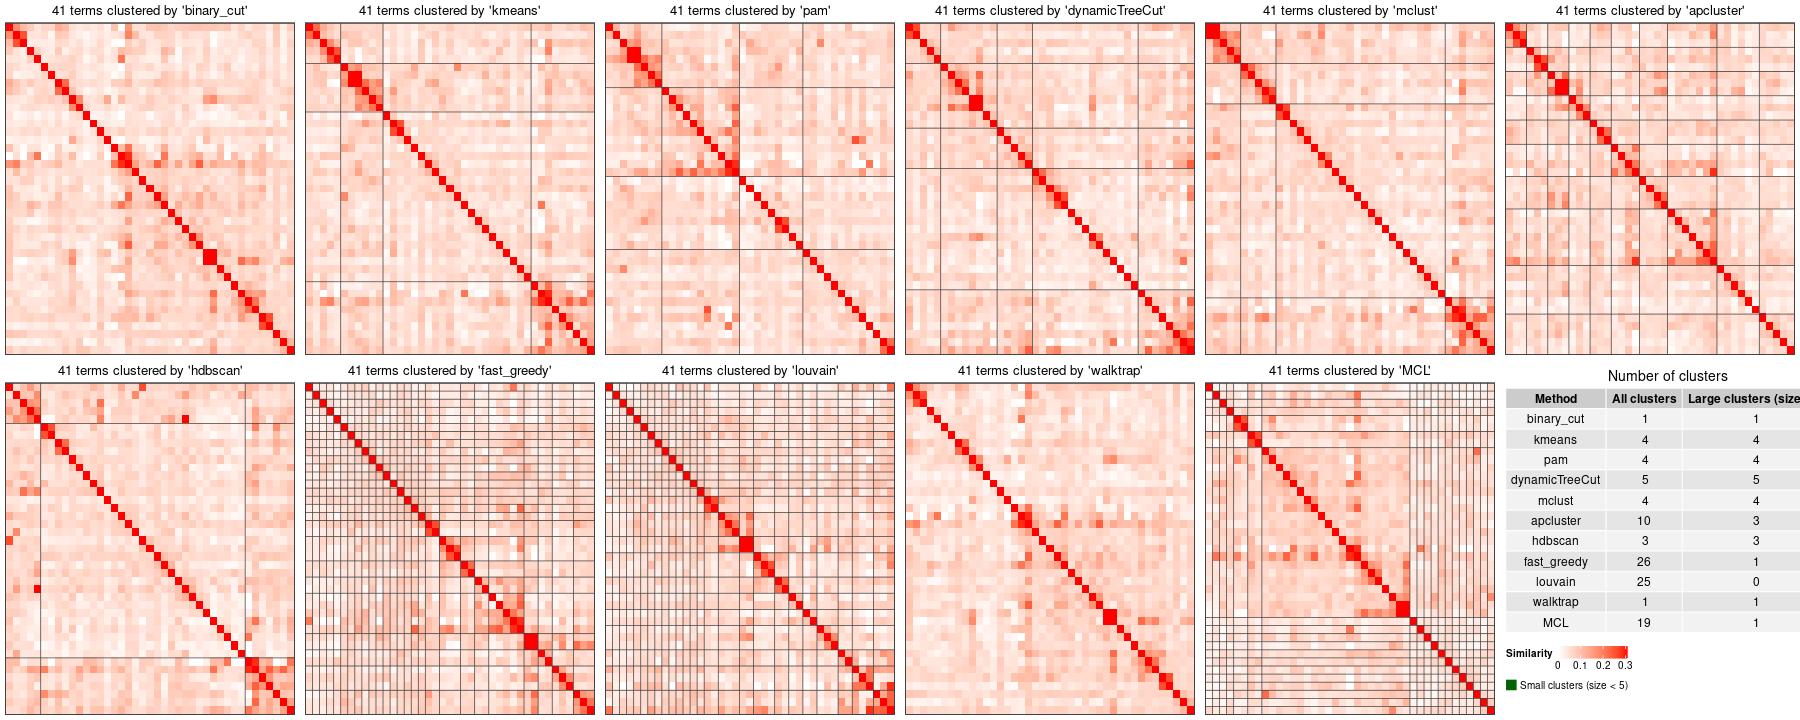 41 terms clustered by 'binary_cut'
41 terms clustered by 'kmeans'
41 terms clustered by 'pam'
41 terms clustered by 'dynamicTreeCut'
41 terms clustered by 'mclust'
41 terms clustered by 'apcluster'
41 terms clustered by 'hdbscan'
41 terms clustered by 'fast_greedy'
41 terms clustered by 'louvain'
41 terms clustered by 'walktrap'
41 terms clustered by 'MCL'
Number of clusters
Method All clusters Large clusters (size
binary_cut 1 1
kmeans 4 4
pam 4 4
dynamicTreeCut 5 5
mclust 4 4
apcluster 10 3
hdbscan 3 3
fast_greedy 26 1
louvain 25 0
walktrap 1 1
MCL 19 1
Similarity
0 0.1 0.2 0.3
Small clusters (size < 5)